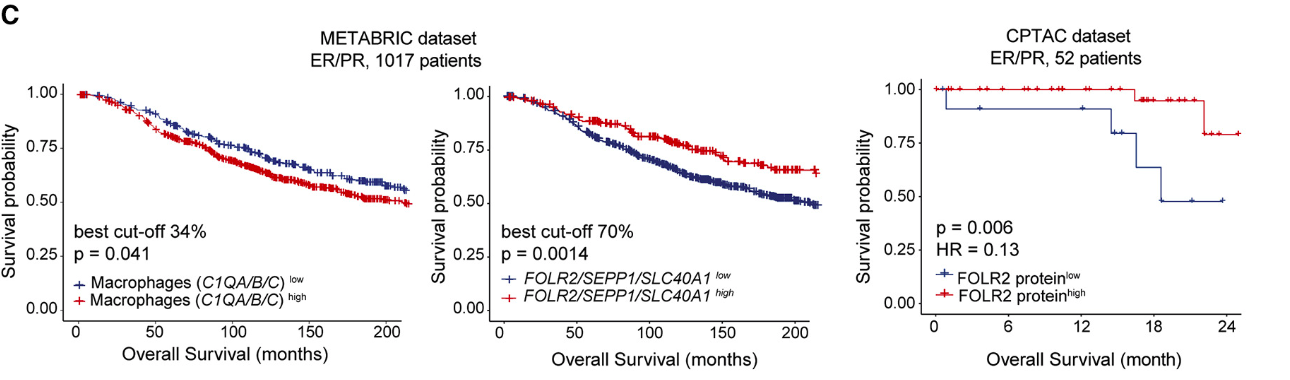 C
METABRIC dataset
ER/PR, 1017 patients
Survival probability
1.00
0.75
0.50
0.25
0.00
best cut-off 34%
p = 0.041
Macrophages (C1QA/B/C) low
Macrophages (C1QA/B/C) high
0 50 100 150 200
Overall Survival (months)
Survival probability
1.00
0.75
0.50
0.25
0.00
best cut-off 70%
p = 0.0014
FOLR2/SEPP1/SLC40A1 low
FOLR2/SEPP1/SLC40A1 high
0 50 100 150 200
Overall Survival (months)
CPTAC dataset
ER/PR, 52 patients
Survival probability
1.00
0.75
0.50
0.25
0.00
p = 0.006
HR = 0.13
FOLR2 proteinlow
FOLR2 proteinhigh
0 6 12 18 24
Overall Survival (month)